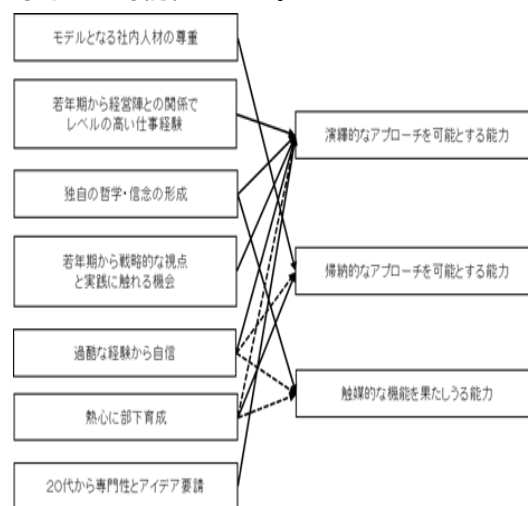 モデルとなる社内人材の尊重
若年期から経営陣との関係で
レベルの高い仕事経験
独自の哲学・信念の形成
若年期から戦略的な視点
と実践に触れる機会
過酷な経験から自信
熱心に部下育成
20代から専門性とアイデア要請
演繹的なアプローチを可能とする能力
帰納的なアプローチを可能とする能力
触媒的な機能を果たしうる能力